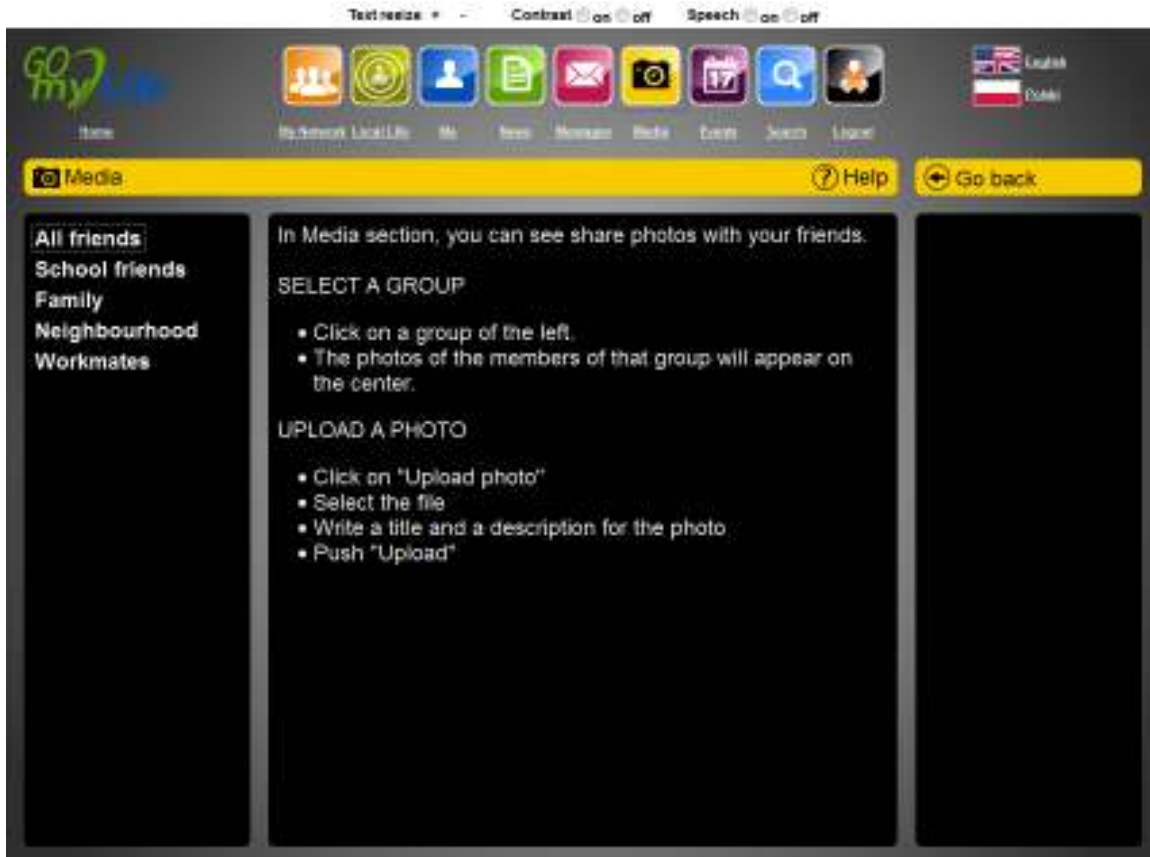 Text resize + -
Contrast on off
Speech on off
GO
my Life
Home
My Network
Local Life
Me
News
Messages
Media
Events
17
Search
Logout
English
Polski
Media
? Help
Go back
All friends
School friends
Family
Neighbourhood
Workmates
In Media section, you can see share photos with your friends.
SELECT A GROUP
• Click on a group of the left.
• The photos of the members of that group will appear on
the center.
UPLOAD A PHOTO
• Click on "Upload photo"
• Select the file
• Write a title and a description for the photo
• Push "Upload"